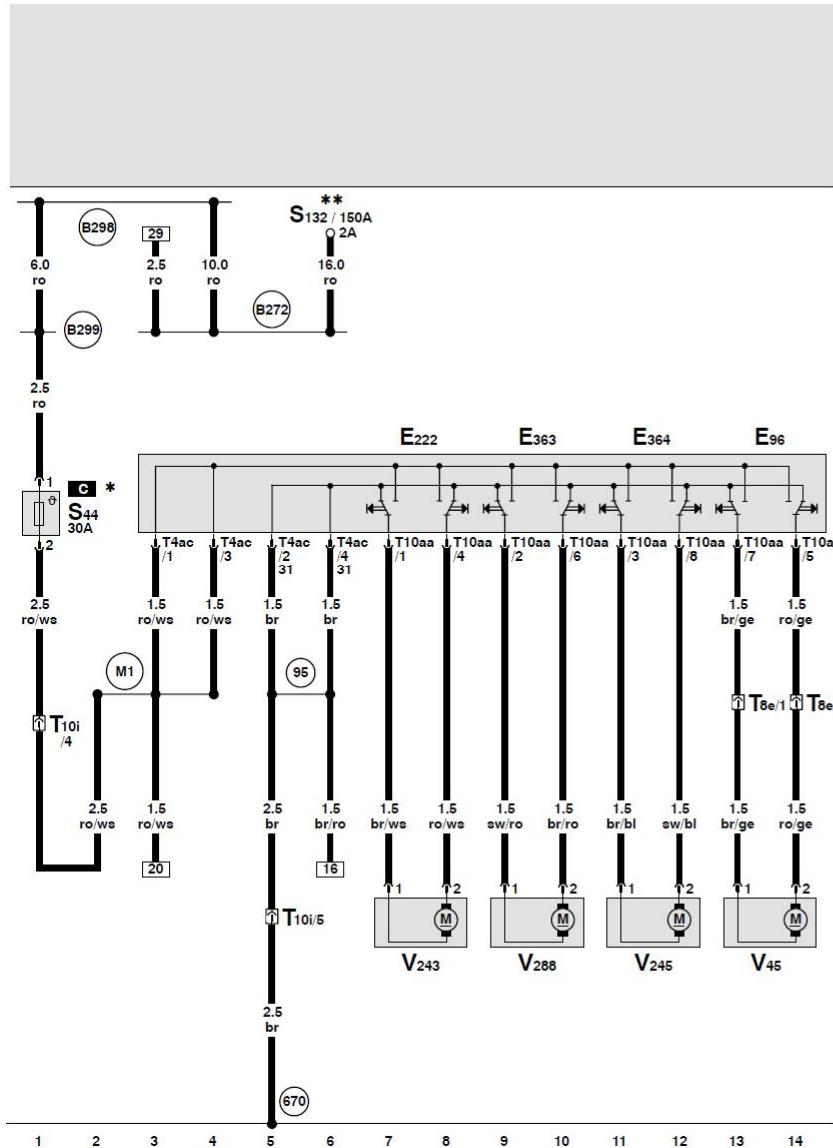 **
S132 / 150A
2A
B298
29
6.0
ro
2.5
ro
10.0
ro
16.0
ro
B272
B299
2.5
ro
E222 E363 E364 E96
1
C *
S44
30A
2
T4ac
/1
T4ac
/3
T4ac
/2
31
T4ac
/4
31
T10aa
/1
T10aa
/4
T10aa
/2
T10aa
/6
T10aa
/3
T10aa
/8
T10aa
/7
T10a
/5
2.5
ro/ws
1.5
ro/ws
1.5
ro/ws
1.5
br
1.5
br
1.5
br/ge
1.5
ro/ge
M1
95
T10i
/4
T8e/1
T8e
2.5
ro/ws
1.5
ro/ws
2.5
br
1.5
br/ro
1.5
br/ws
1.5
ro/ws
1.5
sw/ro
1.5
br/ro
1.5
br/bl
1.5
sw/bl
1.5
br/ge
1.5
ro/ge
20
16
1 2 1 2 1 2 1 2
T10i/5
M M M M
V243 V288 V245 V45
2.5
br
670
1 2 3 4 5 6 7 8 9 10 11 12 13 14